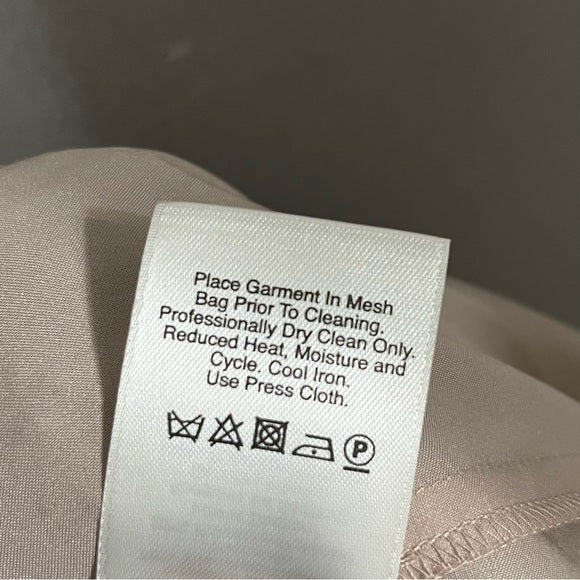 Place Garment In Mesh
Bag Prior To Cleaning.
Professionally Dry Clean Only.
Reduced Heat, Moisture and
Cycle. Cool Iron.
Use Press Cloth.
P